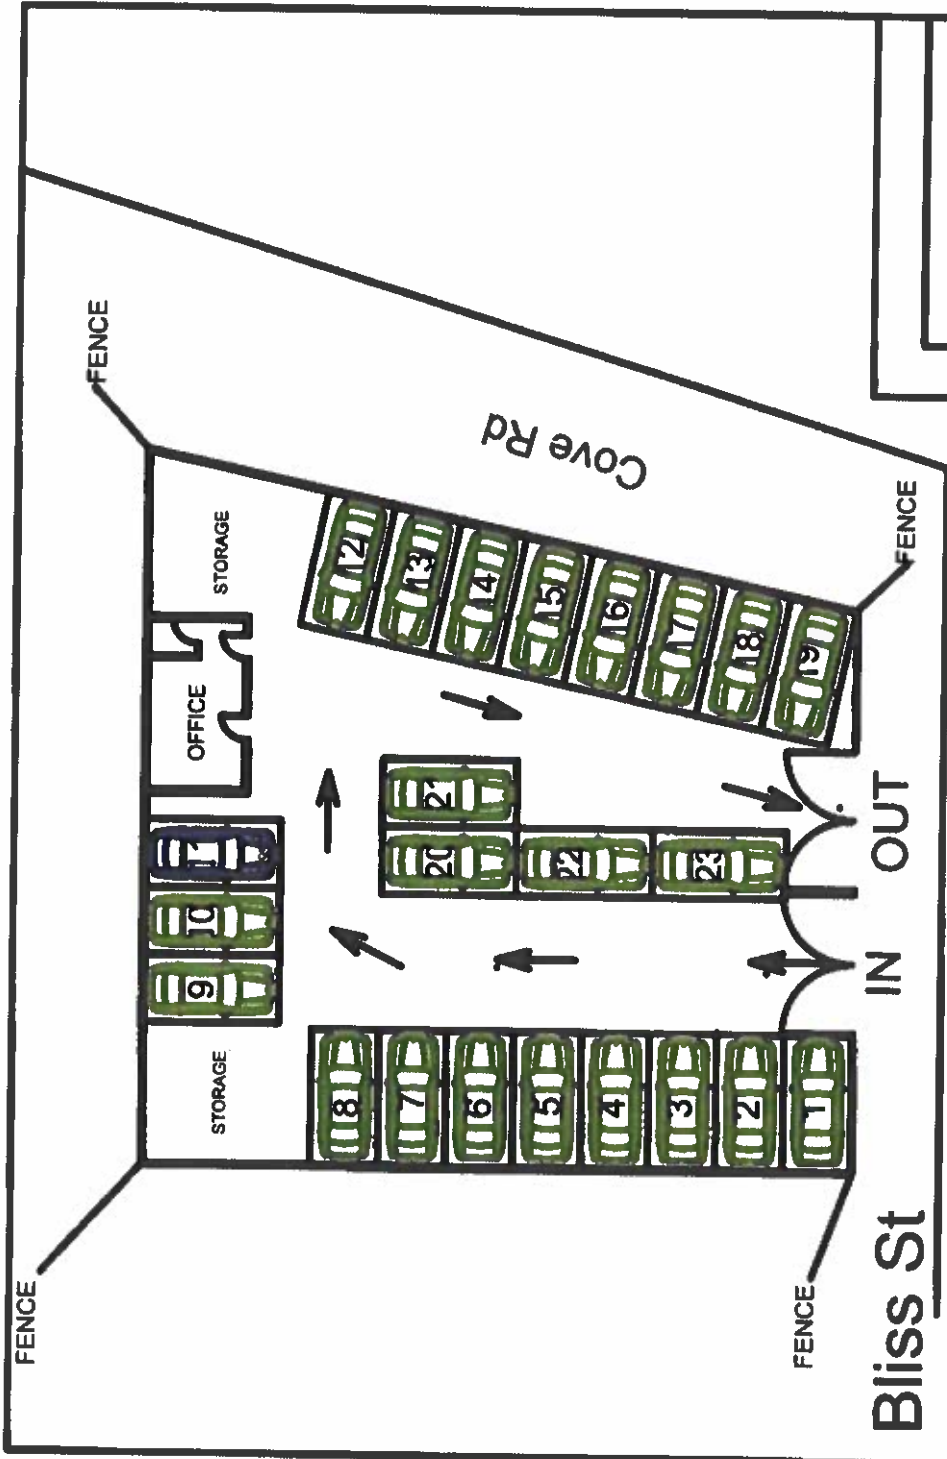 FENCE
FENCE
STORAGE
OFFICE
STORAGE
9
10
11
8
7
6
5
4
3
2
1
20
21
22
23
12
13
14
15
16
17
18
19
Cove Rd
IN
OUT
FENCE
FENCE
Bliss St